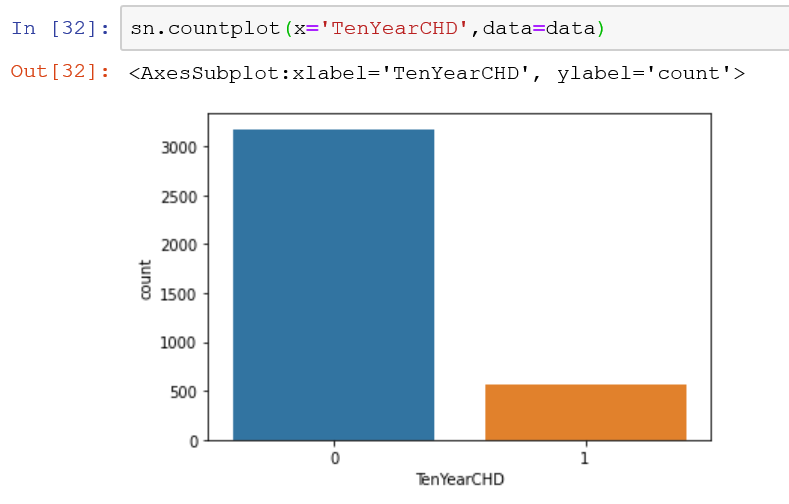 In [32]: sn.countplot(x='TenYearCHD',data=data)
Out[32]: <AxesSubplot:xlabel='TenYearCHD', ylabel='count'>
3000
2500
2000
1500
1000
500
0
count
0 1
TenYearCHD